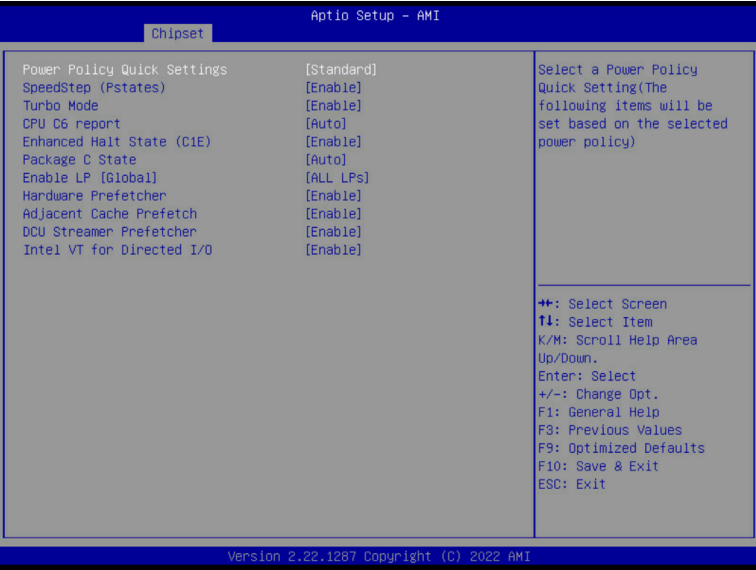 Aptio Setup – AMI
Chipset
Power Policy Quick Settings [Standard]
SpeedStep (Pstates) [Enable]
Turbo Mode [Enable]
CPU C6 report [Auto]
Enhanced Halt State (C1E) [Enable]
Package C State [Auto]
Enable LP [Global] [ALL LPs]
Hardware Prefetcher [Enable]
Adjacent Cache Prefetch [Enable]
DCU Streamer Prefetcher [Enable]
Intel VT for Directed I/O [Enable]
Select a Power Policy
Quick Setting(The
following items will be
set based on the selected
power policy)
→←: Select Screen
↑↓: Select Item
K/M: Scroll Help Area
Up/Down.
Enter: Select
+/-: Change Opt.
F1: General Help
F3: Previous Values
F9: Optimized Defaults
F10: Save & Exit
ESC: Exit
Version 2.22.1287 Copyright (C) 2022 AMI